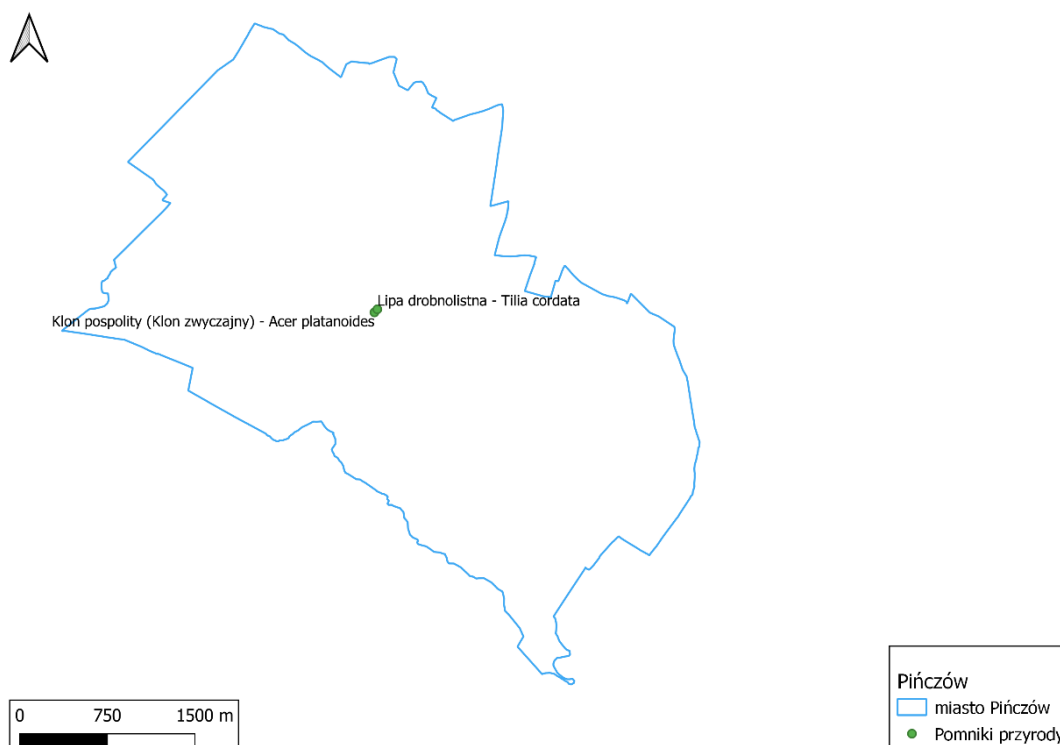 Lipa drobnolistna - Tilia cordata
Klon pospolity (Klon zwyczajny) - Acer platanoides
0 750 1500 m
Pińczów
miasto Pińczów
Pomniki przyrody